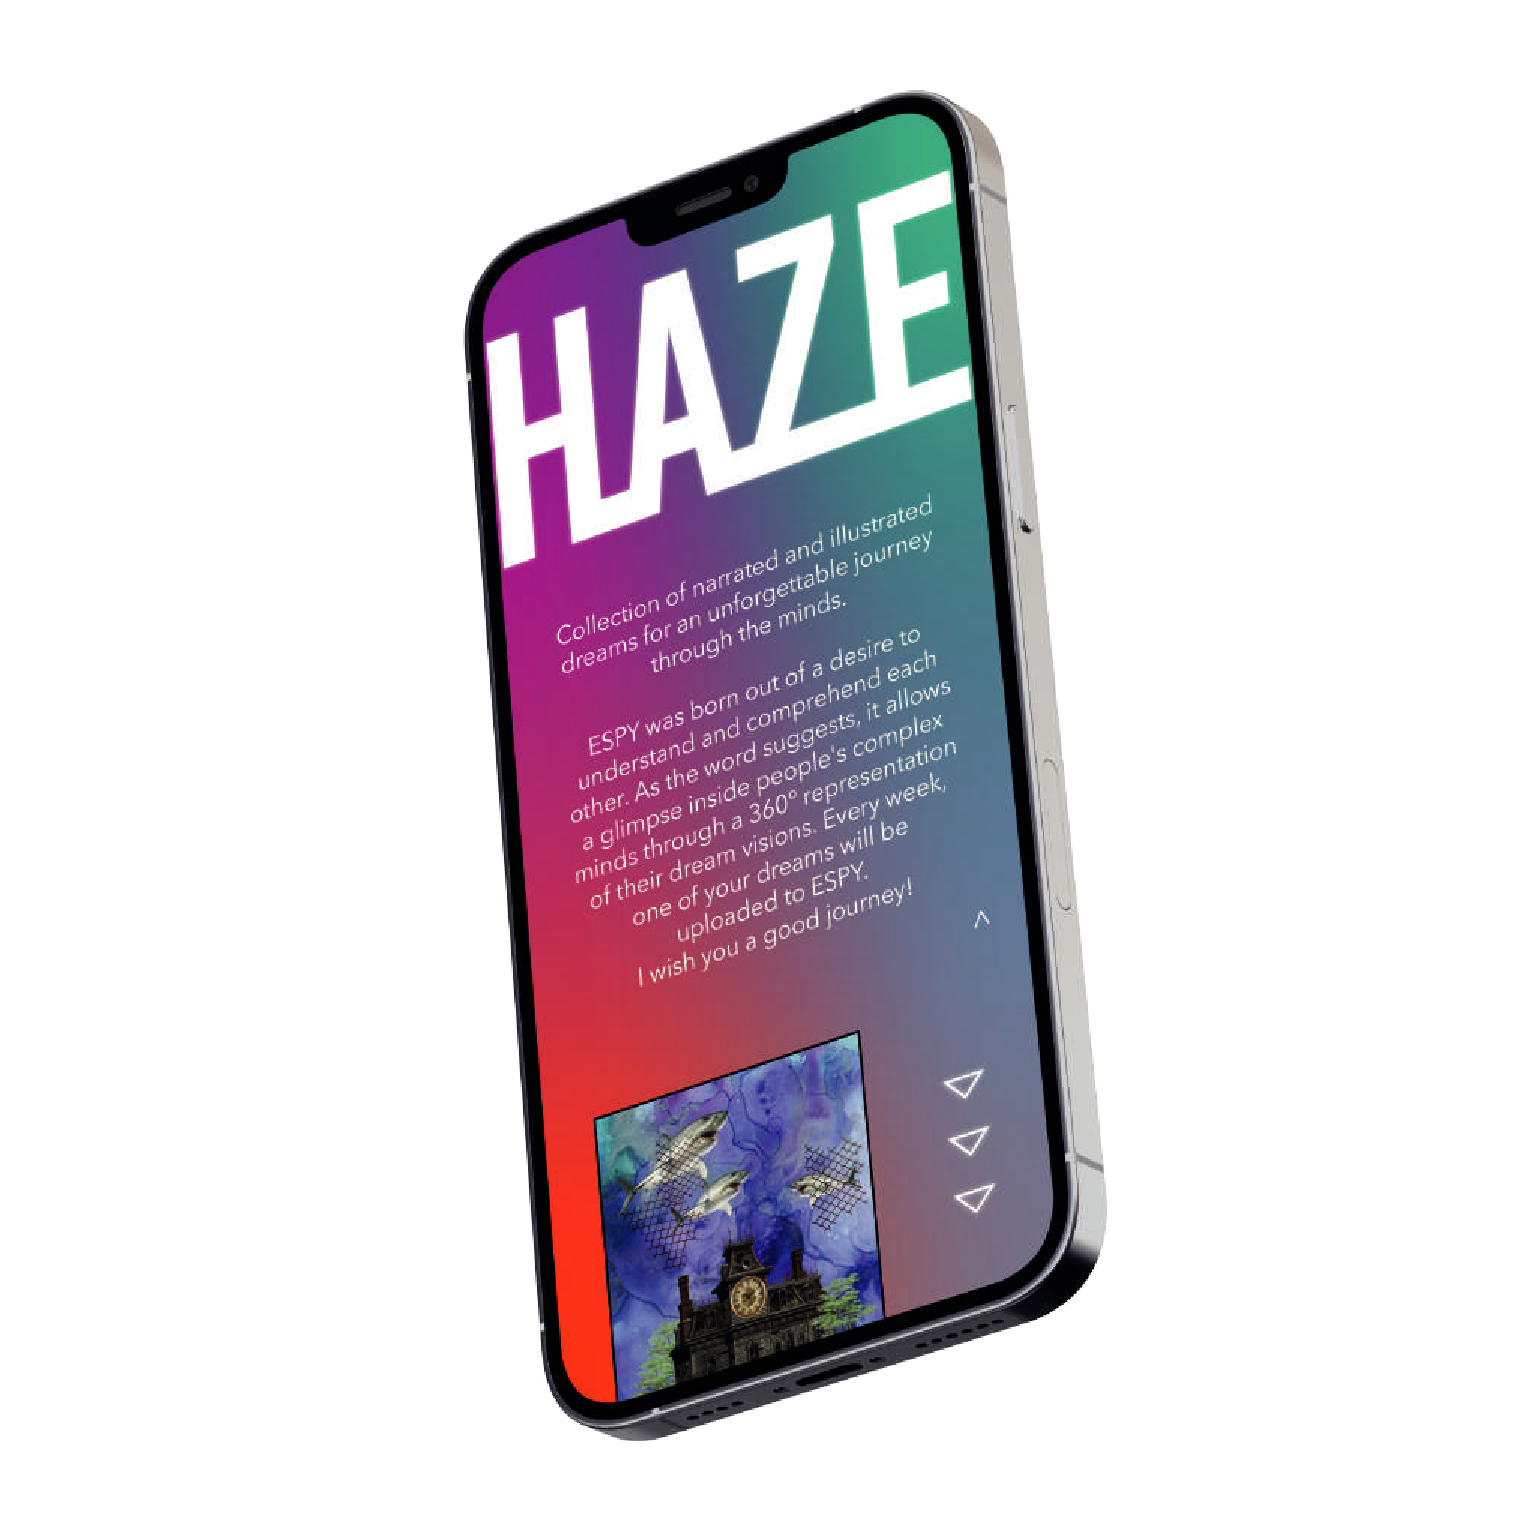 HAZE
Collection of narrated and illustrated
dreams for an unforgettable journey
through the minds.
ESPY was born out of a desire to
understand and comprehend each
other. As the word suggests, it allows
a glimpse inside people's complex
minds through a 360° representation
of their dream visions. Every week,
one of your dreams will be
uploaded to ESPY.
I wish you a good journey!